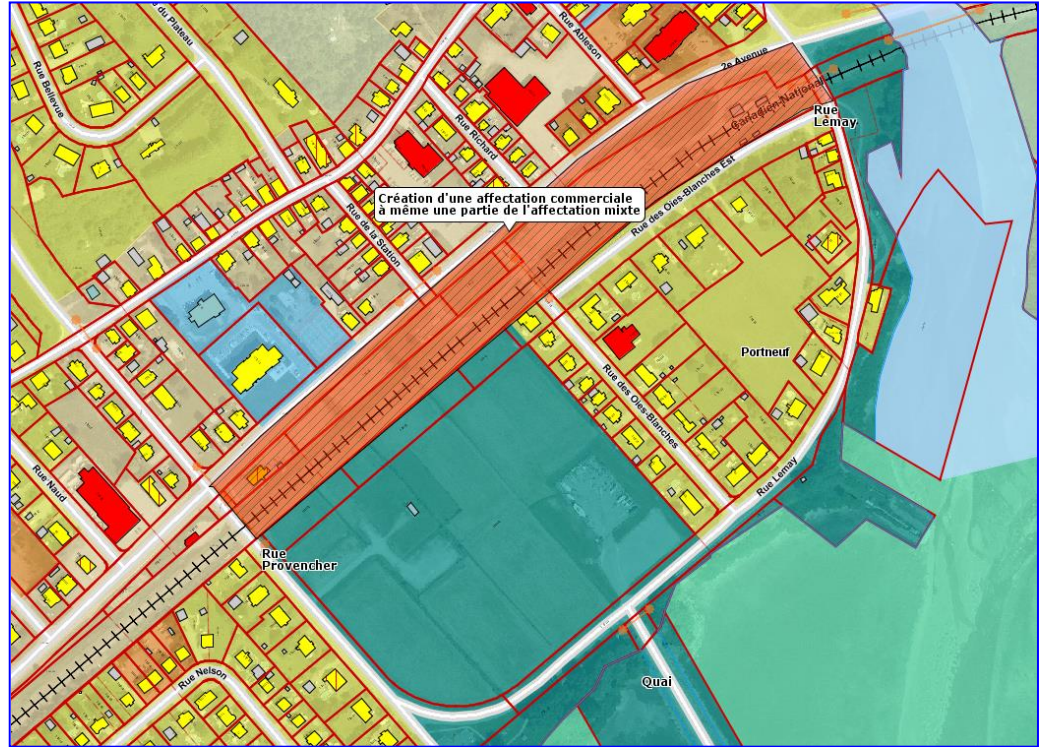 du Plateau
Rue Bellevue
Rue Ableson
2e Avenue
Canadien National
Rue
Lemay
Rue Richard
Création d'une affectation commerciale
à même une partie de l'affectation mixte
Rue de la Station
Rue des Oies-Blanches Est
Portneuf
Rue des Oies-Blanches
Rue Naud
Rue Lemay
Rue
Provencher
Rue Nelson
Quai